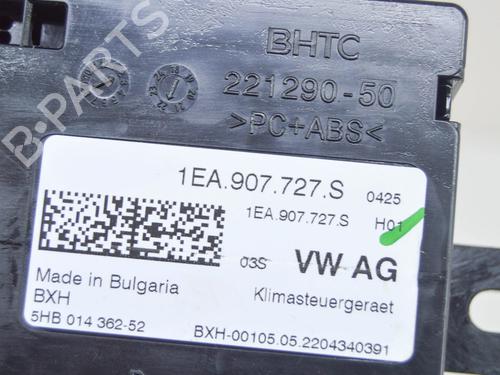 B-PARTS
BHTC
221290-50
>PC+ABS<
1EA.907.727.S 0425
1EA.907.727.S H01
03S VW AG
Made in Bulgaria Klimasteuergeraet
BXH
5HB 014 362-52 BXH-00105.05.2204340391